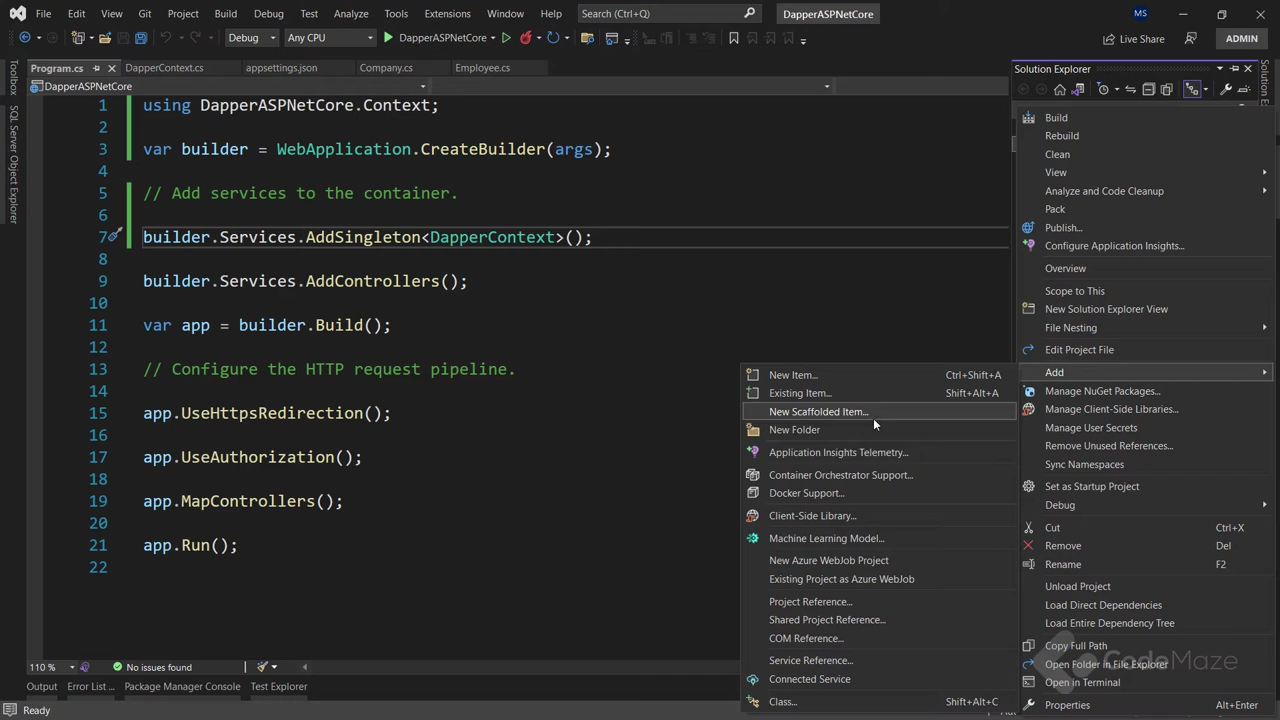 File Edit View Git Project Build Debug Test Analyze Tools Extensions Window Help Search (Ctrl+Q) DapperASPNetCore MS
Debug Any CPU DapperASPNetCore Live Share ADMIN
Program.cs DapperContext.cs appsettings.json Company.cs Employee.cs Solution Explorer
DapperASPNetCore
Toolbox
SQL Server Object Explorer
1 using DapperASPNetCore.Context;
2
3 var builder = WebApplication.CreateBuilder(args);
4
5 // Add services to the container.
6
7 builder.Services.AddSingleton<DapperContext>();
8
9 builder.Services.AddControllers();
10
11 var app = builder.Build();
12
13 // Configure the HTTP request pipeline.
14
15 app.UseHttpsRedirection();
16
17 app.UseAuthorization();
18
19 app.MapControllers();
20
21 app.Run();
22
New Item... Ctrl+Shift+A
Existing Item... Shift+Alt+A
New Scaffolded Item...
New Folder
Application Insights Telemetry...
Container Orchestrator Support...
Docker Support...
Client-Side Library...
Machine Learning Model...
New Azure WebJob Project
Existing Project as Azure WebJob
Project Reference...
Shared Project Reference...
COM Reference...
Service Reference...
Connected Service
Class... Shift+Alt+C
Build
Rebuild
Clean
View
Analyze and Code Cleanup
Pack
Publish...
Configure Application Insights...
Overview
Scope to This
New Solution Explorer View
File Nesting
Edit Project File
Add
Manage NuGet Packages...
Manage Client-Side Libraries...
Manage User Secrets
Remove Unused References...
Sync Namespaces
Set as Startup Project
Debug
Cut Ctrl+X
Remove Del
Rename F2
Unload Project
Load Direct Dependencies
Load Entire Dependency Tree
Copy Full Path
Open Folder in File Explorer
Open in Terminal
Properties Alt+Enter
CodeMaze
110 % No issues found
Output Error List ... Package Manager Console Test Explorer
Ready